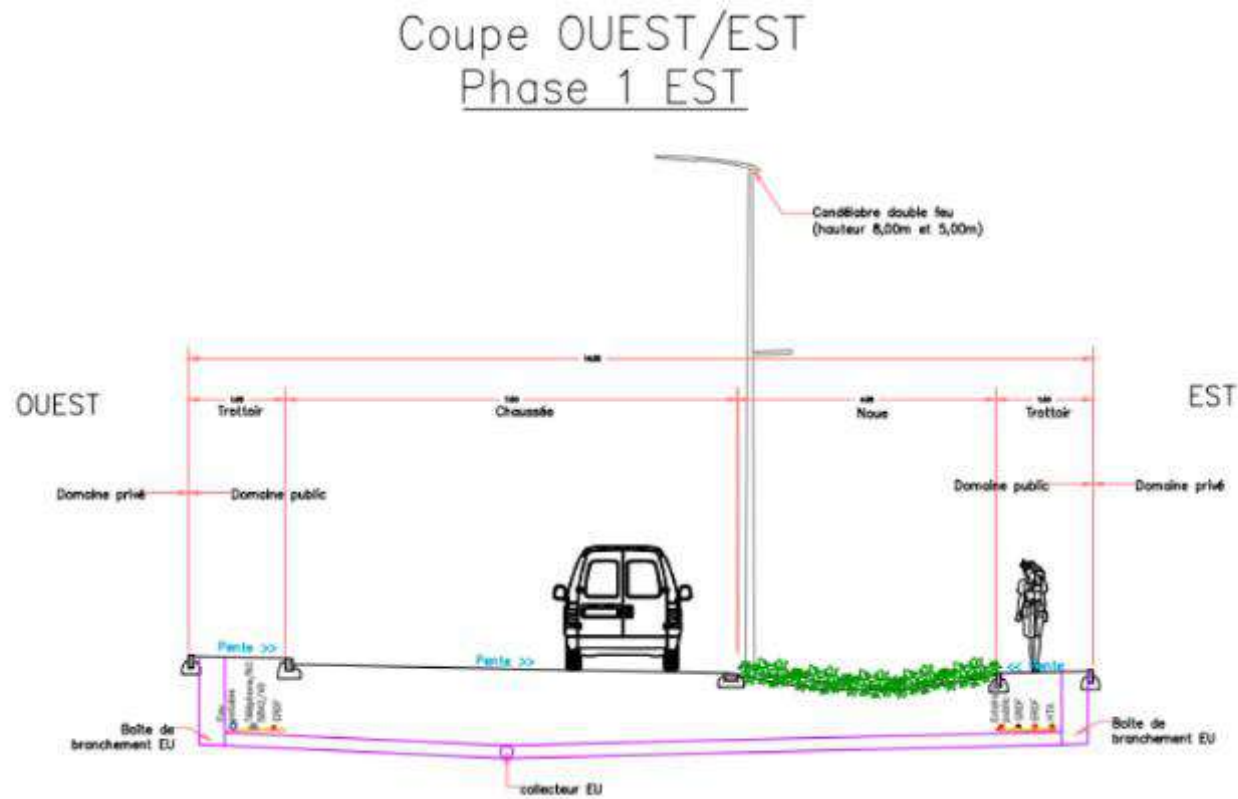 Coupe OUEST/EST
Phase 1 EST
Candélabre double feu
(hauteur 8,00m et 5,00m)
OUEST
EST
Trottoir
Chaussée
Noue
Trottoir
Domaine privé
Domaine public
Domaine public
Domaine privé
Pente >>
Pente >>
<< Pente
Eau
HTA
Boîte de
branchement EU
Boîte de
branchement EU
collecteur EU